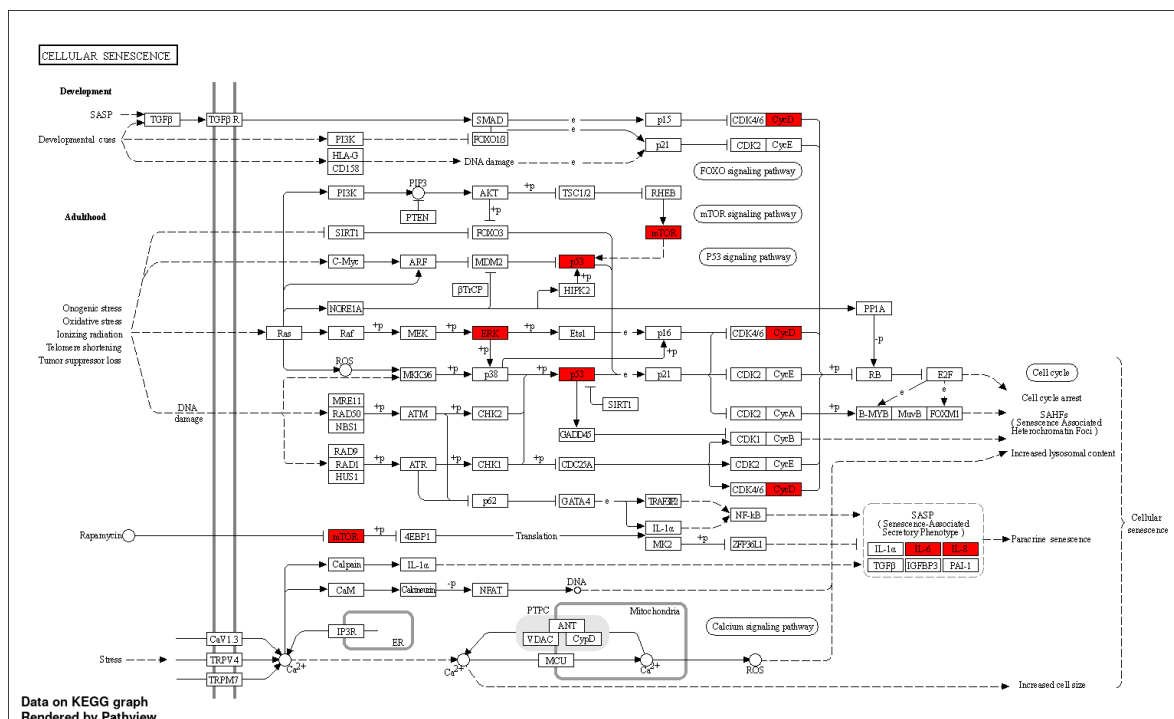 CELLULAR SENESCENCE
Development
SASP
TGFβ
TGFβ R
SMAD
e
p15
CDK4/6
CycD
Developmental cues
PI3K
FOXO1/3
e
e
p21
CDK2
CycE
HLA-G
CD158
DNA damage
e
FOXO signaling pathway
PIP3
PI3K
AKT
+p
TSC1/2
RHEB
PTEN
+p
mTOR signaling pathway
Adulthood
SIRT1
FOXO3
mTOR
C-Myc
ARF
MDM2
p53
P53 signaling pathway
+p
βTrCP
HIPK2
NORE1A
PP1A
Onogenic stress
Oxidative stress
Ionizing radiation
Telomere shortening
Tumor suppressor loss
Ras
Raf
+p
MEK
+p
ERK
+p
Ets1
e
p16
CDK4/6
CycD
-p
+p
+p
ROS
MKK3/6
+p
p38
+p
p53
e
p21
CDK2
CycE
+p
RB
E2F
Cell cycle
e
e
Cell cycle arrest
DNA
damage
MRE11
RAD50
NBS1
+p
ATM
+p
CHK2
SIRT1
CDK2
CycA
+p
B-MYB
MuvB
FOXM1
SAHFs
( Senescence Associated
Heterochromatin Foci )
GADD45
CDK1
CycB
Increased lysosomal content
RAD9
RAD1
HUS1
+p
ATR
+p
CHK1
+p
CDC25A
CDK2
CycE
CDK4/6
CycD
p62
GATA4
e
TRAF3IP2
IL-1α
NF-kB
SASP
( Senescence-Associated
Secretory Phenotype )
Cellular
senescence
Rapamycin
mTOR
+p
4EBP1
Translation
MK2
+p
ZFP36L1
IL-1α
IL-6
IL-8
TGFβ
IGFBP3
PAI-1
Paracrine senescence
Calpain
IL-1α
CaM
Calcineurin
-p
NFAT
DNA
PTPC
Mitochondria
ANT
VDAC
CypD
Calcium signaling pathway
IP3R
ER
CaV1.3
Stress
TRPV4
Ca2+
Ca2+
MCU
Ca2+
ROS
TRPM7
Increased cell size
Data on KEGG graph
Rendered by Pathview